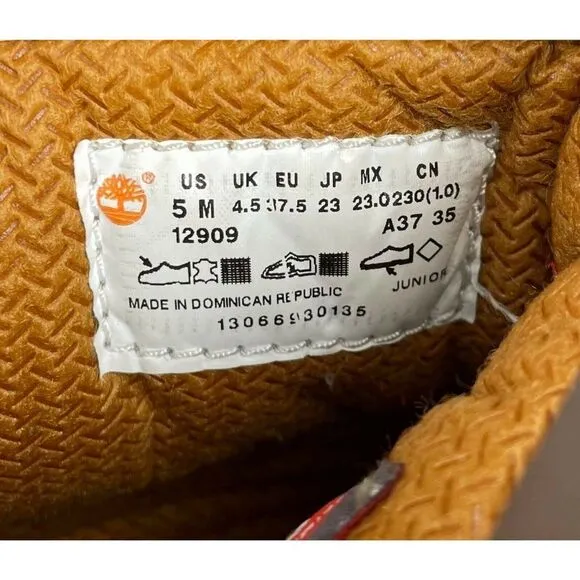 ®
US UK EU JP MX CN
5 M 4.5 37.5 23 23.0 230(1.0)
12909 A37 35
JUNIOR
MADE IN DOMINICAN REPUBLIC
13066930135